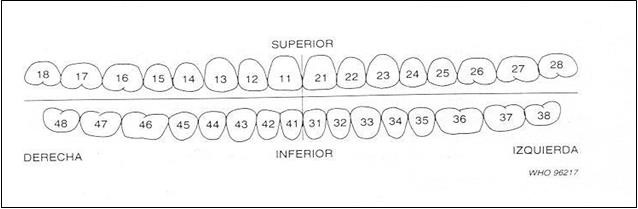 SUPERIOR
18 17 16 15 14 13 12 11 21 22 23 24 25 26 27 28
48 47 46 45 44 43 42 41 31 32 33 34 35 36 37 38
DERECHA INFERIOR IZQUIERDA
WHO 96217